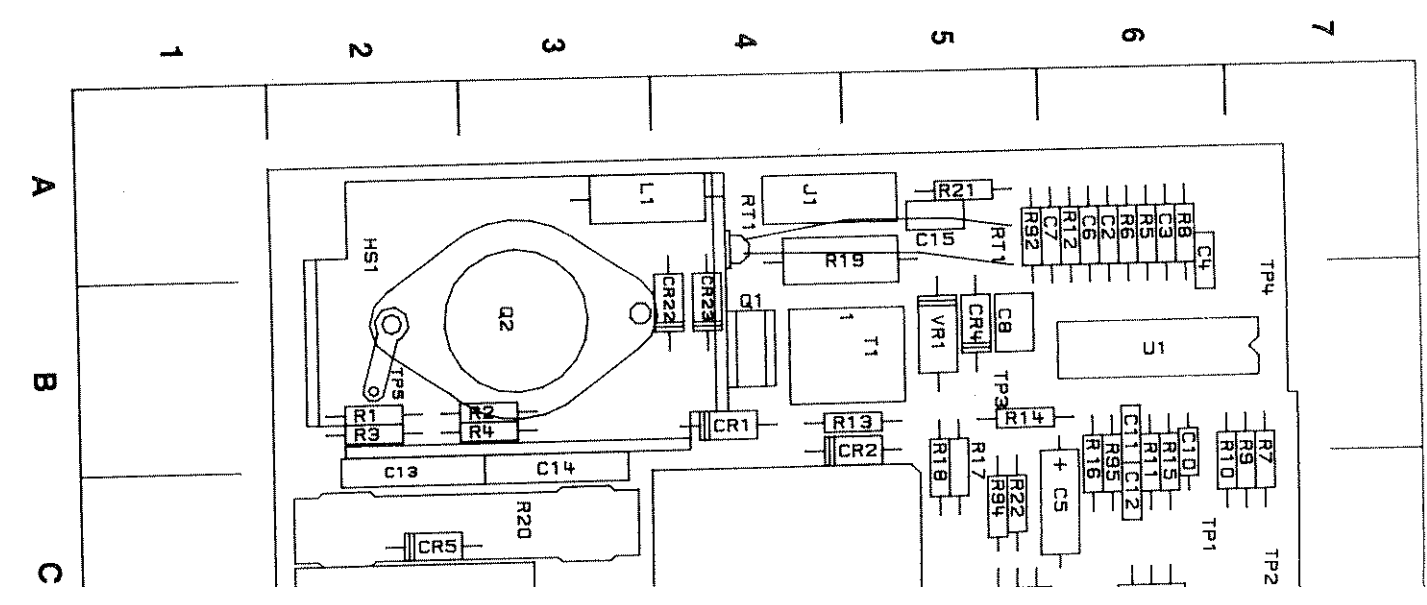 1 2 3 4 5 6 7
A
B
C
L1
J1
RT1
R21
C15
RT1
R92
C7
R12
C6
C2
R6
R5
C3
R8
C4
TP4
HS1
R19
Q2
CR22
CR23
Q1
1
T1
VR1
CR4
C8
U1
TP5
TP3
R1
R2
R3
R4
CR1
R13
R14
CR2
R18
R17
R16
R95
C11
C12
R11
R15
C10
R10
R9
R7
C13
C14
R94
R22
+
C5
R20
CR5
TP1
TP2